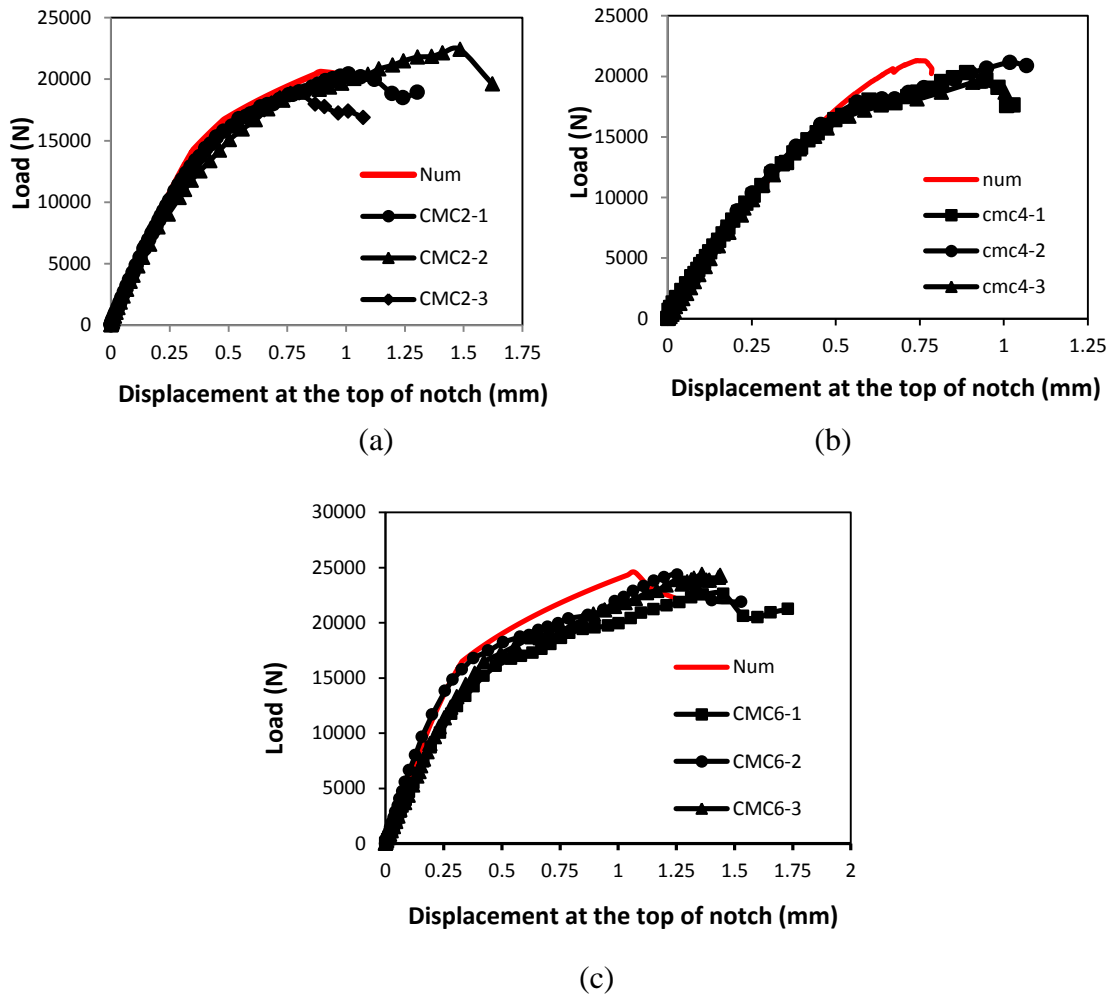 25000
20000
15000
10000
5000
0
Load (N)
Num
CMC2-1
CMC2-2
CMC2-3
0 0.25 0.5 0.75 1 1.25 1.5 1.75
Displacement at the top of notch (mm)
(a)
25000
20000
15000
10000
5000
0
Load (N)
num
cmc4-1
cmc4-2
cmc4-3
0 0.25 0.5 0.75 1 1.25
Displacement at the top of notch (mm)
(b)
30000
25000
20000
15000
10000
5000
0
Load (N)
Num
CMC6-1
CMC6-2
CMC6-3
0 0.25 0.5 0.75 1 1.25 1.5 1.75 2
Displacement at the top of notch (mm)
(c)